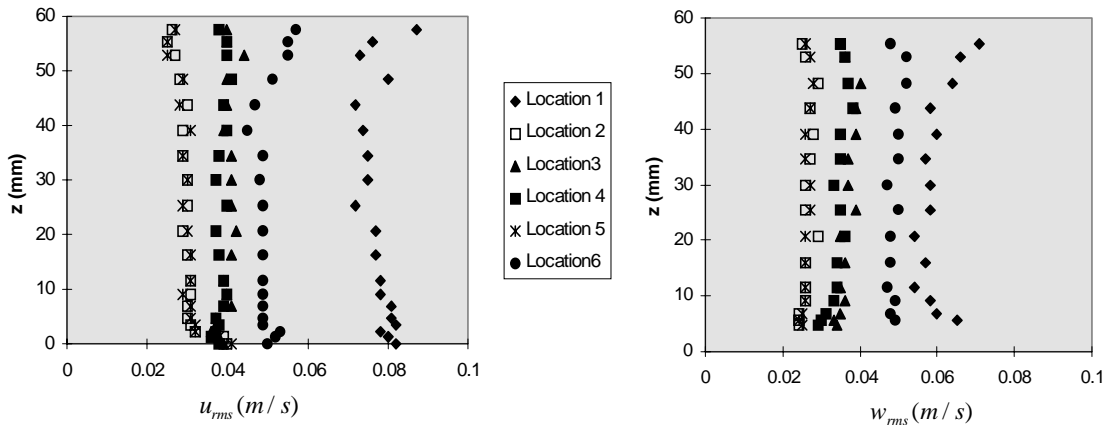 60
50
40
30
20
10
0
z (mm)
0
0.02
0.04
0.06
0.08
0.1
u_rms (m / s)
Location 1
Location 2
Location3
Location 4
Location 5
Location6
60
50
40
30
20
10
0
z (mm)
0
0.02
0.04
0.06
0.08
0.1
w_rms (m / s)